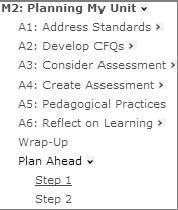 M2: Planning My Unit
A1: Address Standards
A2: Develop CFQs
A3: Consider Assessment
A4: Create Assessment
A5: Pedagogical Practices
A6: Reflect on Learning
Wrap-Up
Plan Ahead
Step 1
Step 2